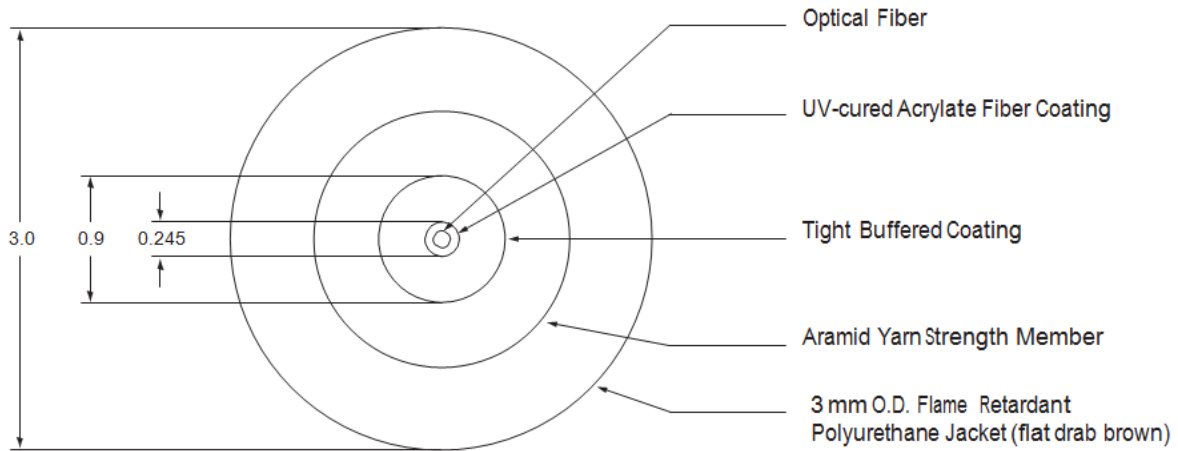 Optical Fiber
UV-cured Acrylate Fiber Coating
3.0
0.9
0.245
Tight Buffered Coating
Aramid Yarn Strength Member
3 mm O.D. Flame Retardant
Polyurethane Jacket (flat drab brown)